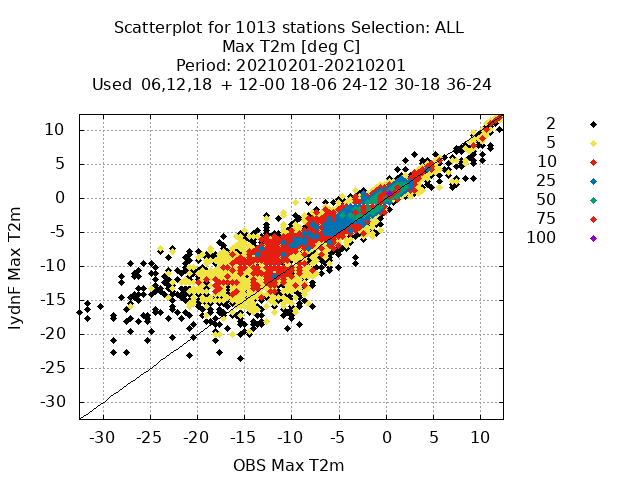 Scatterplot for 1013 stations Selection: ALL
Max T2m [deg C]
Period: 20210201-20210201
Used 06,12,18 + 12-00 18-06 24-12 30-18 36-24
2
5
10
25
50
75
100
10
5
0
-5
-10
-15
-20
-25
-30
IydnF Max T2m
-30 -25 -20 -15 -10 -5 0 5 10
OBS Max T2m